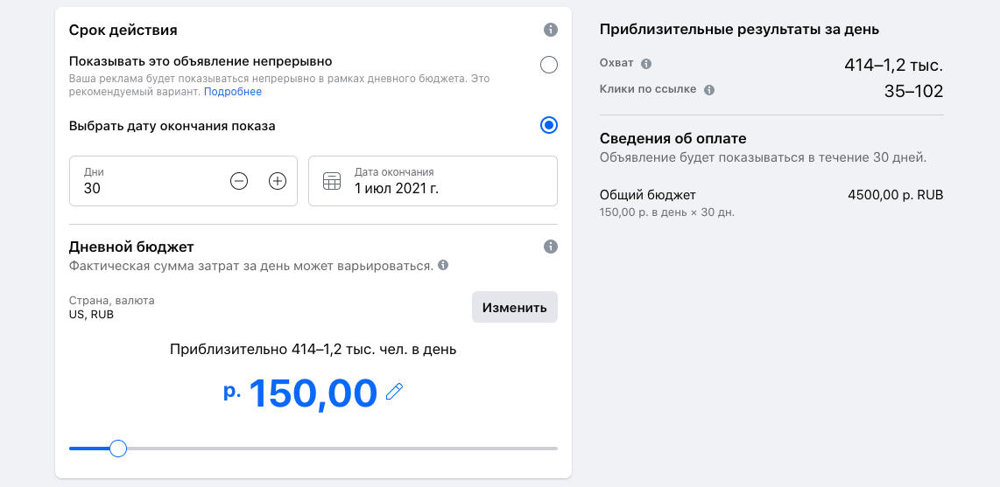 Срок действия
Показывать это объявление непрерывно
Ваша реклама будет показываться непрерывно в рамках дневного бюджета. Это
рекомендуемый вариант. Подробнее
Выбрать дату окончания показа
Дни
30
Дата окончания
1 июл 2021 г.
Дневной бюджет
Фактическая сумма затрат за день может варьироваться.
Страна, валюта
US, RUB
Изменить
Приблизительно 414–1,2 тыс. чел. в день
р. 150,00
Приблизительные результаты за день
Охват 414–1,2 тыс.
Клики по ссылке 35–102
Сведения об оплате
Объявление будет показываться в течение 30 дней.
Общий бюджет 4500,00 р. RUB
150,00 р. в день × 30 дн.